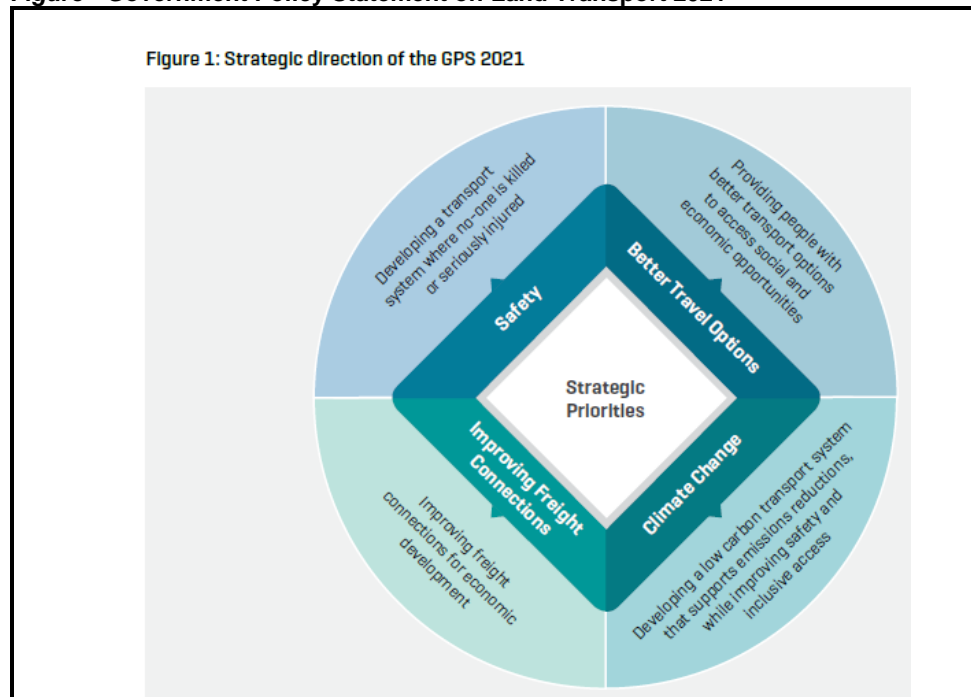 Figure 1: Strategic direction of the GPS 2021
Developing a transport
system where no-one is killed
or seriously injured
Safety
Providing people with
better transport options
to access social and
economic opportunities
Better Travel Options
Strategic
Priorities
Improving Freight
Connections
Improving freight
connections for economic
development
Climate Change
Developing a low carbon transport system
that supports emissions reductions,
while improving safety and
inclusive access